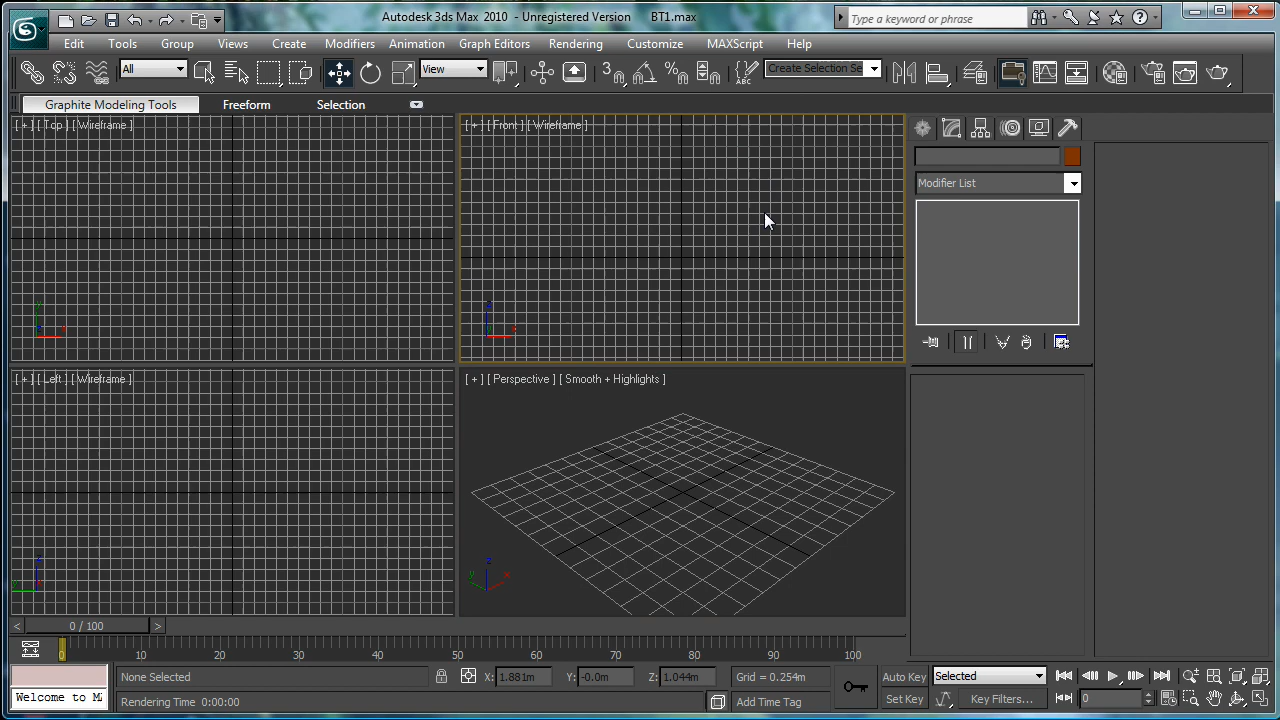 Autodesk 3ds Max 2010 - Unregistered Version BT1.max
Type a keyword or phrase
Edit Tools Group Views Create Modifiers Animation Graph Editors Rendering Customize MAXScript Help
All View 3 Create Selection Se
Graphite Modeling Tools Freeform Selection
[ + ] [ Top ] [ Wireframe ]
[ + ] [ Front ] [ Wireframe ]
Modifier List
y
x
z
z
x
[ + ] [ Left ] [ Wireframe ]
[ + ] [ Perspective ] [ Smooth + Highlights ]
z
y
z
y
x
< 0 / 100 >
0 10 20 30 40 50 60 70 80 90 100
None Selected X: 1.881m Y: -0.0m Z: 1.044m Grid = 0.254m Auto Key Selected
Welcome to M
Rendering Time 0:00:00 Add Time Tag Set Key Key Filters... 0